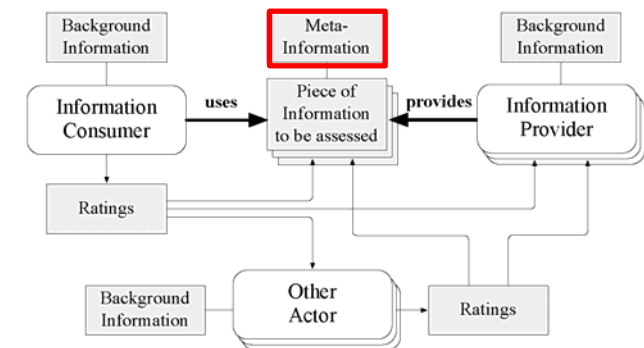 Background
Information
Meta-
Information
Background
Information
Information
Consumer
uses
Piece of
Information
to be assessed
provides
Information
Provider
Ratings
Background
Information
Other
Actor
Ratings